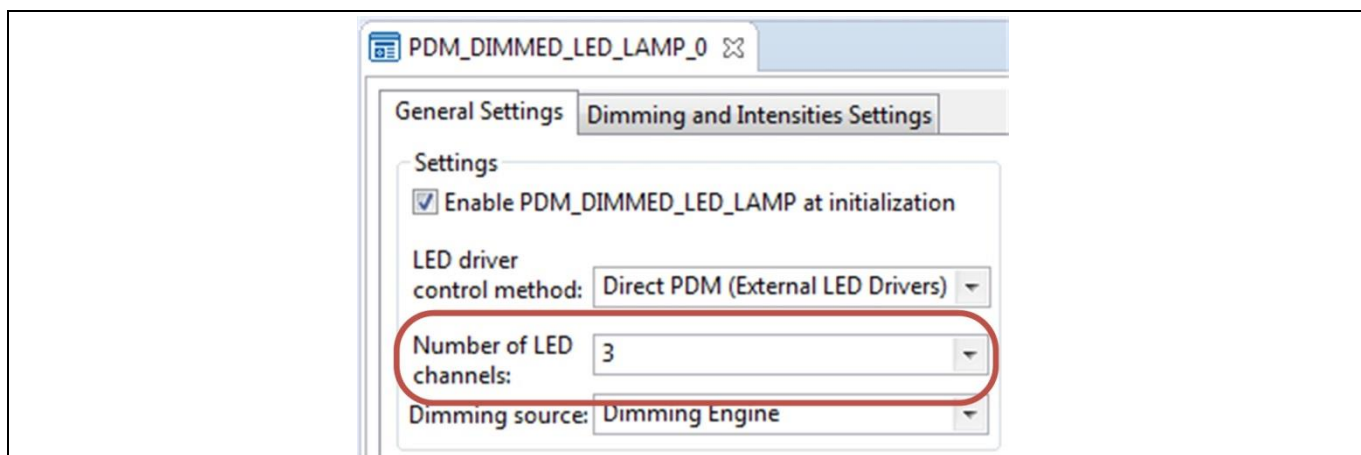 PDM_DIMMED_LED_LAMP_0
General Settings Dimming and Intensities Settings
Settings
Enable PDM_DIMMED_LED_LAMP at initialization
LED driver
control method: Direct PDM (External LED Drivers)
Number of LED
channels: 3
Dimming source: Dimming Engine